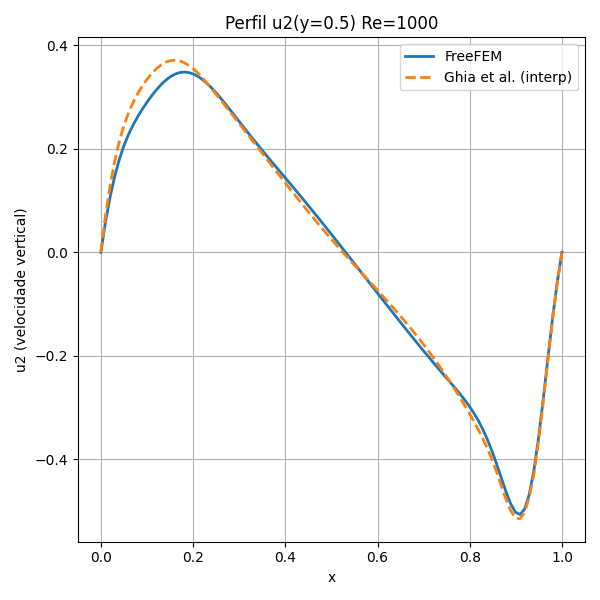 Perfil u2(y=0.5) Re=1000
FreeFEM
Ghia et al. (interp)
u2 (velocidade vertical)
0.4
0.2
0.0
−0.2
−0.4
0.0 0.2 0.4 0.6 0.8 1.0
x